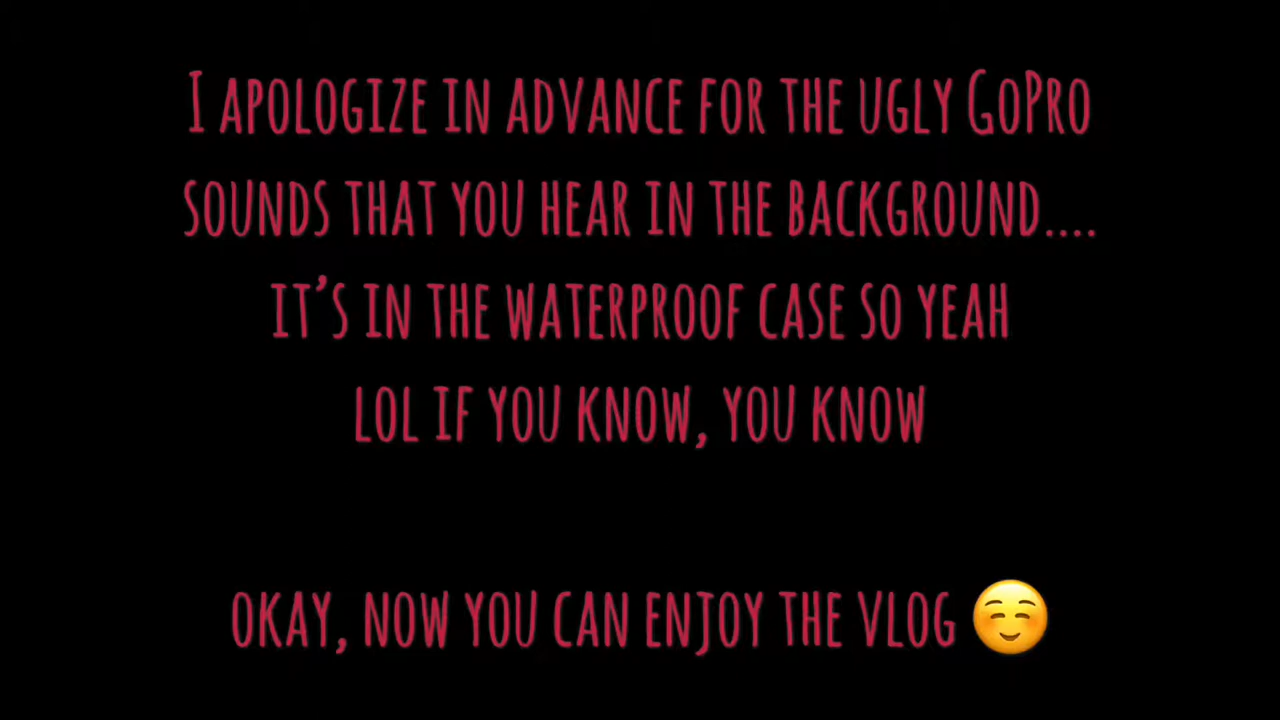 I APOLOGIZE IN ADVANCE FOR THE UGLY GOPRO
SOUNDS THAT YOU HEAR IN THE BACKGROUND....
IT’S IN THE WATERPROOF CASE SO YEAH
LOL IF YOU KNOW, YOU KNOW
OKAY, NOW YOU CAN ENJOY THE VLOG ☺️